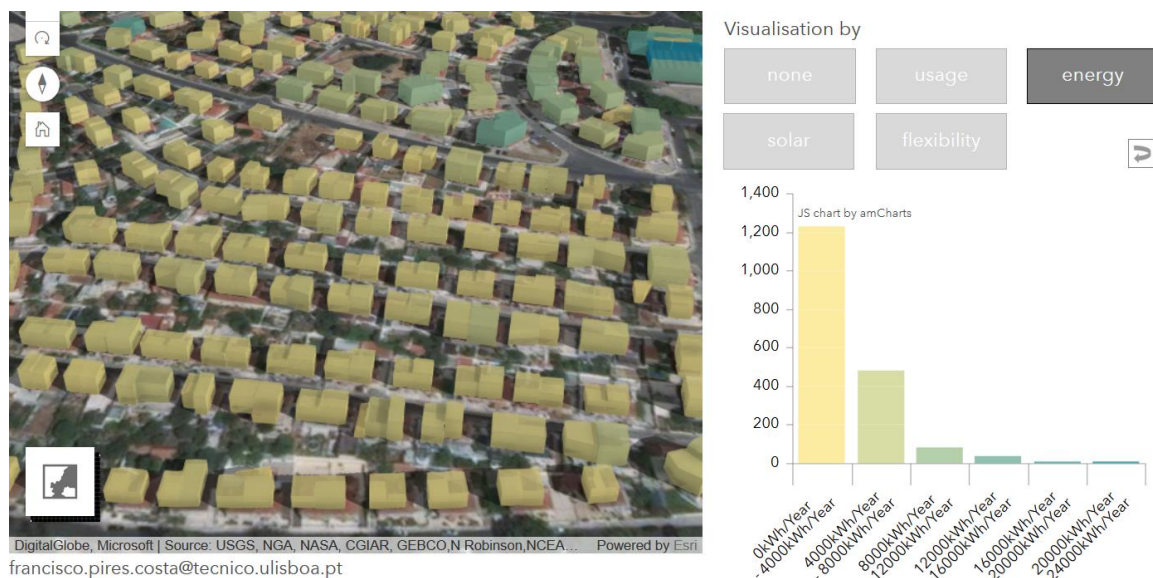 Visualisation by
none
usage
energy
solar
flexibility
1,400
1,200
1,000
800
600
400
200
0
JS chart by amCharts
0kWh/Year
- 4000kWh/Year
4000kWh/Year
- 8000kWh/Year
8000kWh/Year
12000kWh/Year
12000kWh/Year
16000kWh/Year
16000kWh/Year
20000kWh/Year
20000kWh/Year
24000kWh/Year
DigitalGlobe, Microsoft | Source: USGS, NGA, NASA, CGIAR, GEBCO,N Robinson,NCEA... Powered by Esri
francisco.pires.costa@tecnico.ulisboa.pt